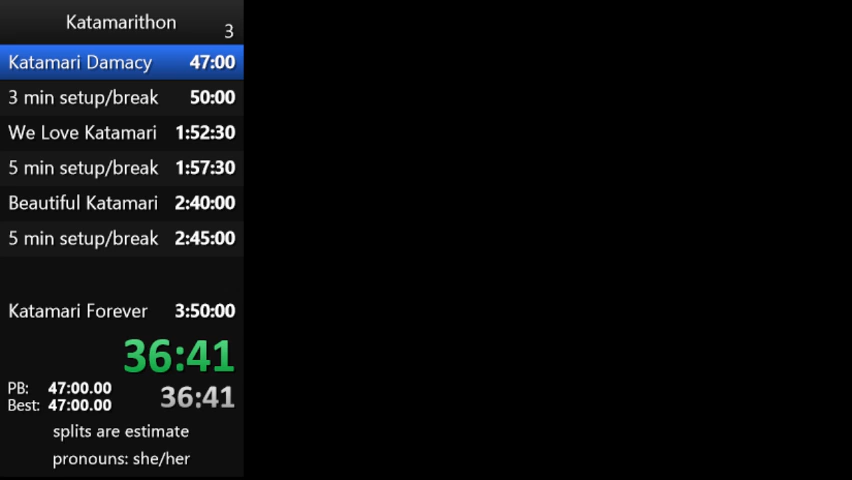 Katamarithon
3
Katamari Damacy 47:00
3 min setup/break 50:00
We Love Katamari 1:52:30
5 min setup/break 1:57:30
Beautiful Katamari 2:40:00
5 min setup/break 2:45:00
Katamari Forever 3:50:00
36:41
PB: 47:00.00
Best: 47:00.00
36:41
splits are estimate
pronouns: she/her